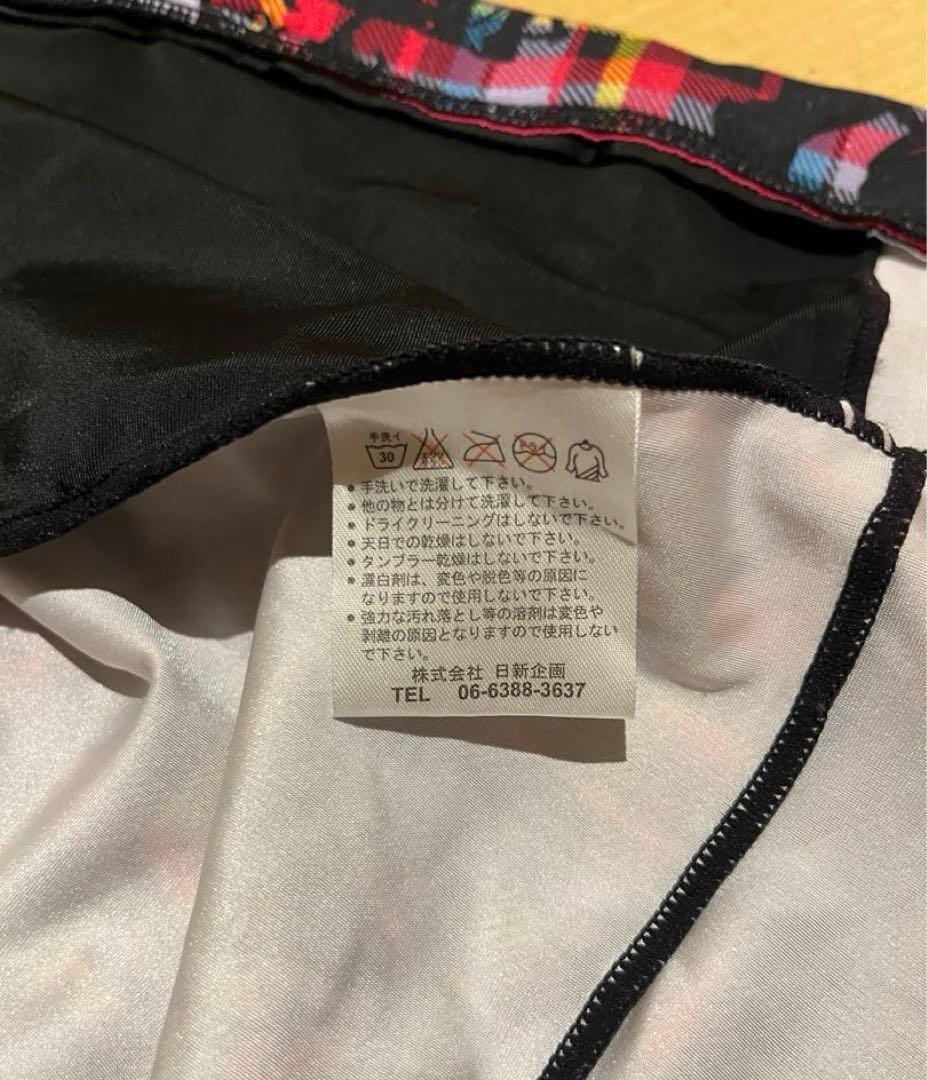 手洗イ
30
• 手洗いで洗濯して下さい。
• 他の物とは分けて洗濯して下さい。
• ドライクリーニングはしないで下さい。
• 天日での乾燥はしないで下さい。
• タンブラー乾燥はしないで下さい。
• 漂白剤は、変色や脱色等の原因に
なりますので使用しないで下さい。
• 強力な汚れ落とし等の溶剤は変色や
剥離の原因となりますので使用しない
で下さい。
株式会社 日新企画
TEL 06-6388-3637